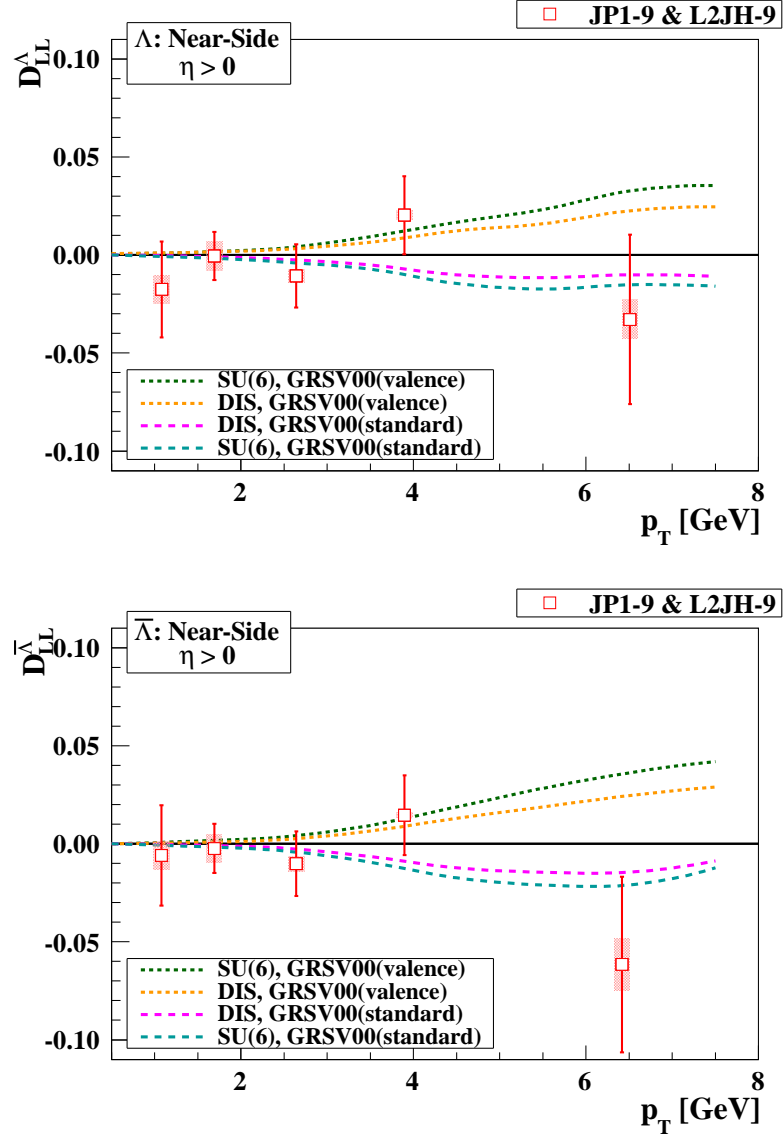 JP1-9 & L2JH-9
Λ: Near-Side
η > 0
D_LL^Λ
0.10
0.05
0.00
-0.05
-0.10
SU(6), GRSV00(valence)
DIS, GRSV00(valence)
DIS, GRSV00(standard)
SU(6), GRSV00(standard)
2 4 6 8
p_T [GeV]
JP1-9 & L2JH-9
Λ̅: Near-Side
η > 0
D_LL^Λ̅
0.10
0.05
0.00
-0.05
-0.10
SU(6), GRSV00(valence)
DIS, GRSV00(valence)
DIS, GRSV00(standard)
SU(6), GRSV00(standard)
2 4 6 8
p_T [GeV]